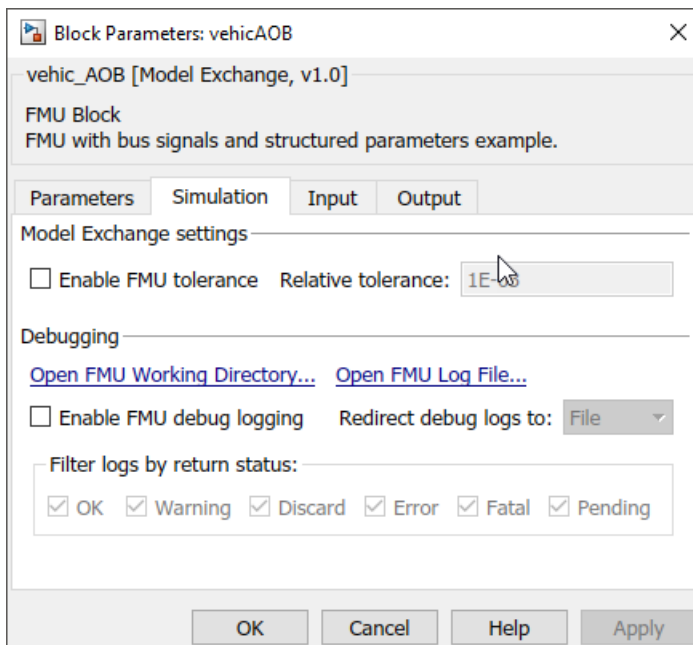 Block Parameters: vehicAOB
vehic_AOB [Model Exchange, v1.0]
FMU Block
FMU with bus signals and structured parameters example.
Parameters Simulation Input Output
Model Exchange settings
Enable FMU tolerance Relative tolerance:
Debugging
Open FMU Working Directory... Open FMU Log File...
Enable FMU debug logging Redirect debug logs to: File
Filter logs by return status:
OK Warning Discard Error Fatal Pending
OK Cancel Help Apply